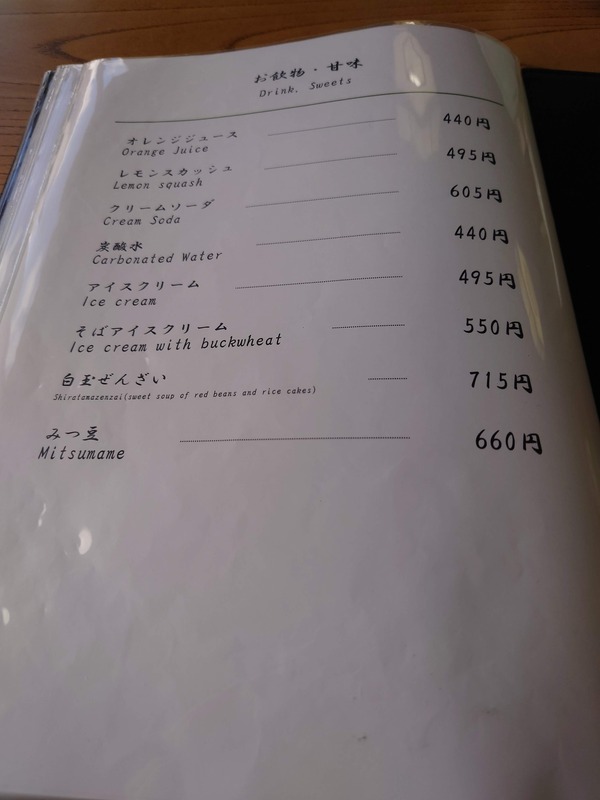 お飲物・甘味
Drink, Sweets
オレンジジュース 440円
Orange Juice
レモンスカッシュ 495円
Lemon squash
クリームソーダ 605円
Cream Soda
炭酸水 440円
Carbonated Water
アイスクリーム 495円
Ice cream
そばアイスクリーム 550円
Ice cream with buckwheat
白玉ぜんざい 715円
Shiratamazenzai(sweet soup of red beans and rice cakes)
みつ豆 660円
Mitsumame